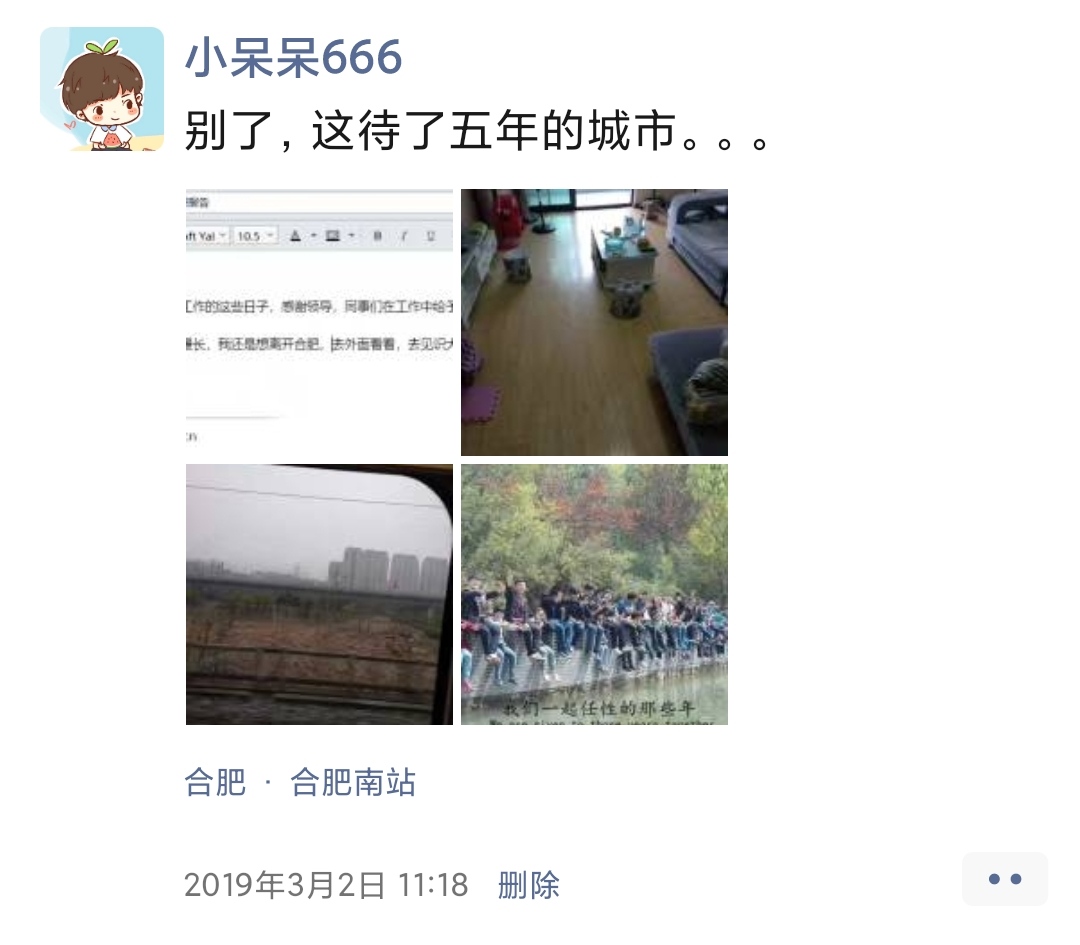 小呆呆666
别了，这待了五年的城市。。。
报告
10.5
B I U
工作的这些日子，感谢领导，同事们在工作中给予
长，我还是想离开合肥，去外面看看，去见识
cn
我们一起任性的那些年
合肥 · 合肥南站
2019年3月2日 11:18 删除